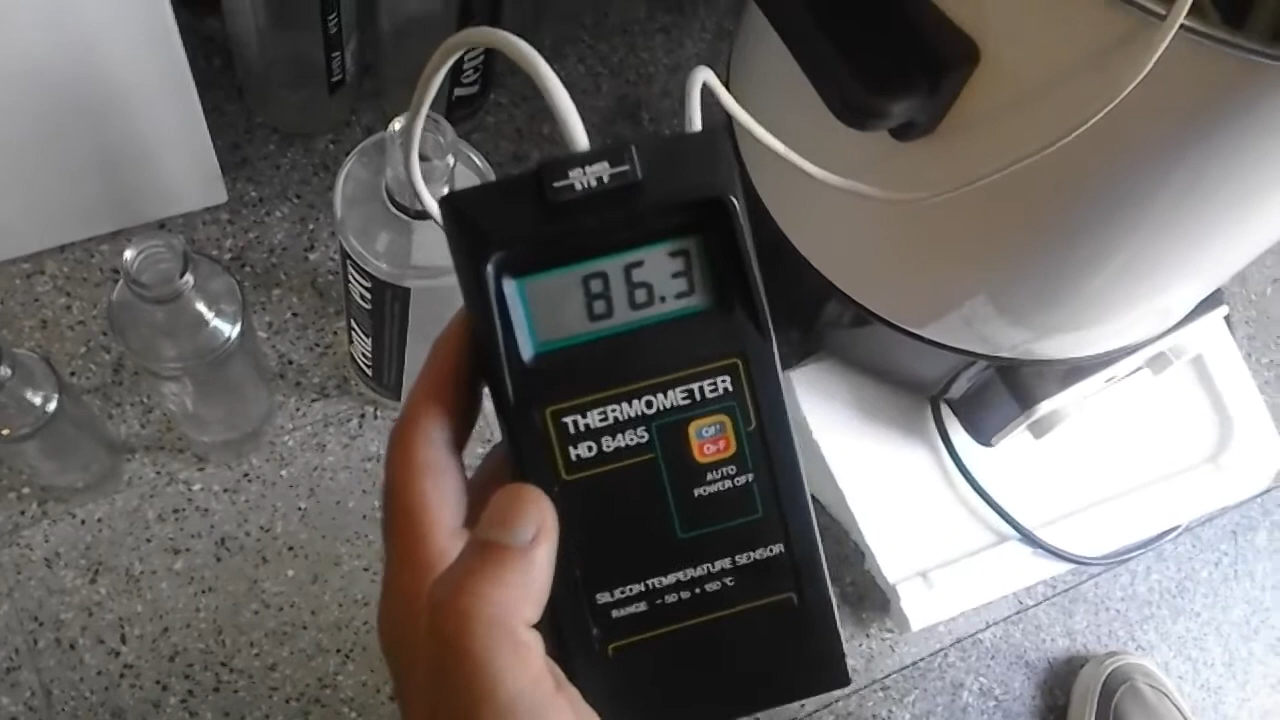 86.3
THERMOMETER
HD 8465
On
OFF
AUTO
POWER OFF
SILICON TEMPERATURE SENSOR
RANGE -50 to + 150 °C